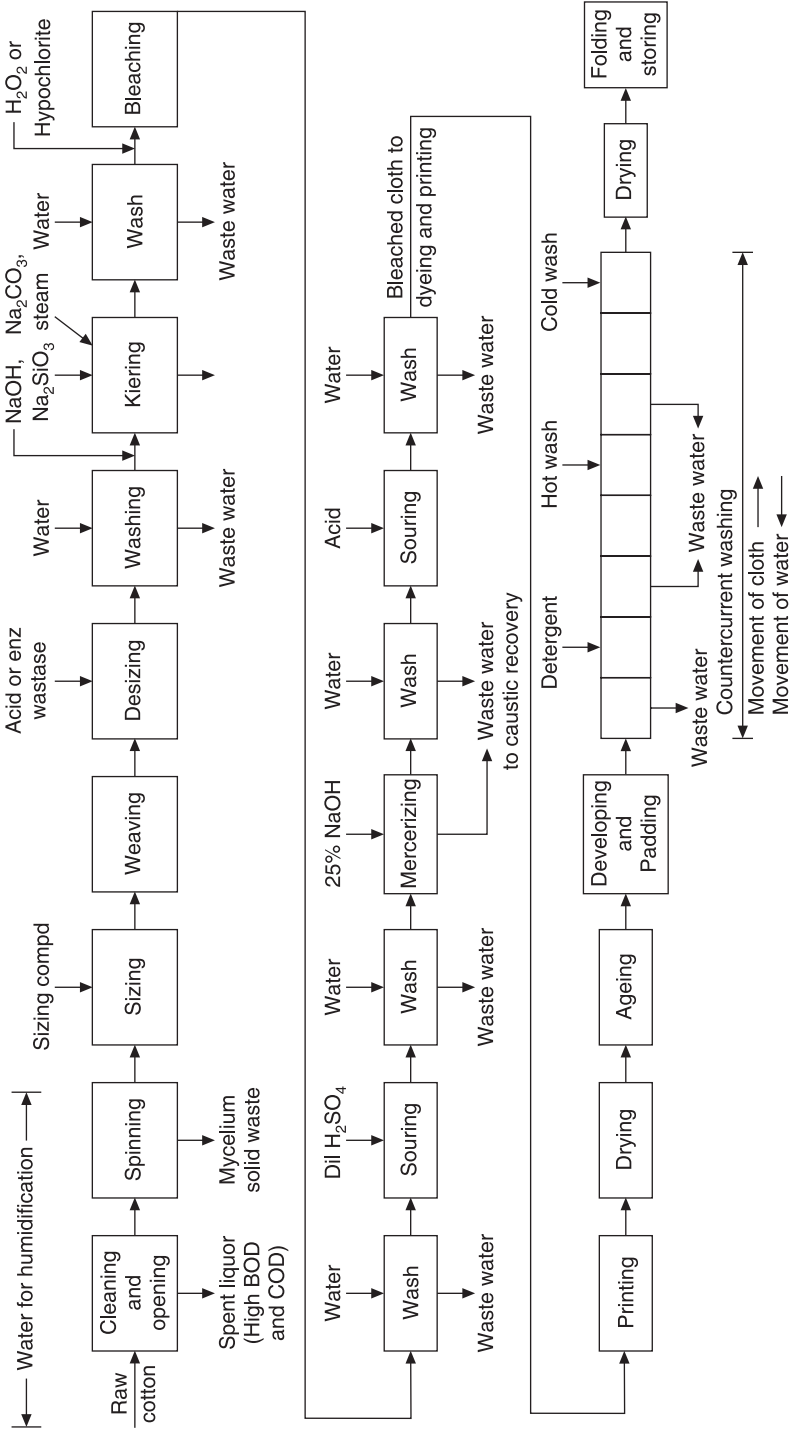 Water for humidification
Raw
cotton
Cleaning
and
opening
Spent liquor
(High BOD
and COD)
Spinning
Mycelium
solid waste
Sizing compd
Sizing
Weaving
Acid or enz
wastase
Desizing
Water
Washing
Waste water
NaOH,
Na₂SiO₃
Na₂CO₃,
steam
Kiering
Water
Wash
Waste water
H₂O₂ or
Hypochlorite
Bleaching
Water
Wash
Waste water
Dil H₂SO₄
Souring
Water
Wash
Waste water
25% NaOH
Mercerizing
Waste water
to caustic recovery
Water
Wash
Acid
Souring
Water
Wash
Waste water
Bleached cloth to
dyeing and printing
Printing
Drying
Ageing
Developing
and
Padding
Detergent
Hot wash
Cold wash
Waste water
Waste water
Countercurrent washing
Movement of cloth
Movement of water
Drying
Folding
and
storing